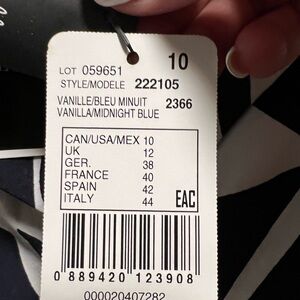 10
LOT 059651
STYLE/MODELE 222105
VANILLE/BLEU MINUIT 2366
VANILLA/MIDNIGHT BLUE
CAN/USA/MEX 10
UK 12
GER. 38
FRANCE 40
SPAIN 42
ITALY 44
EAC
0 889420 123908
000020407282